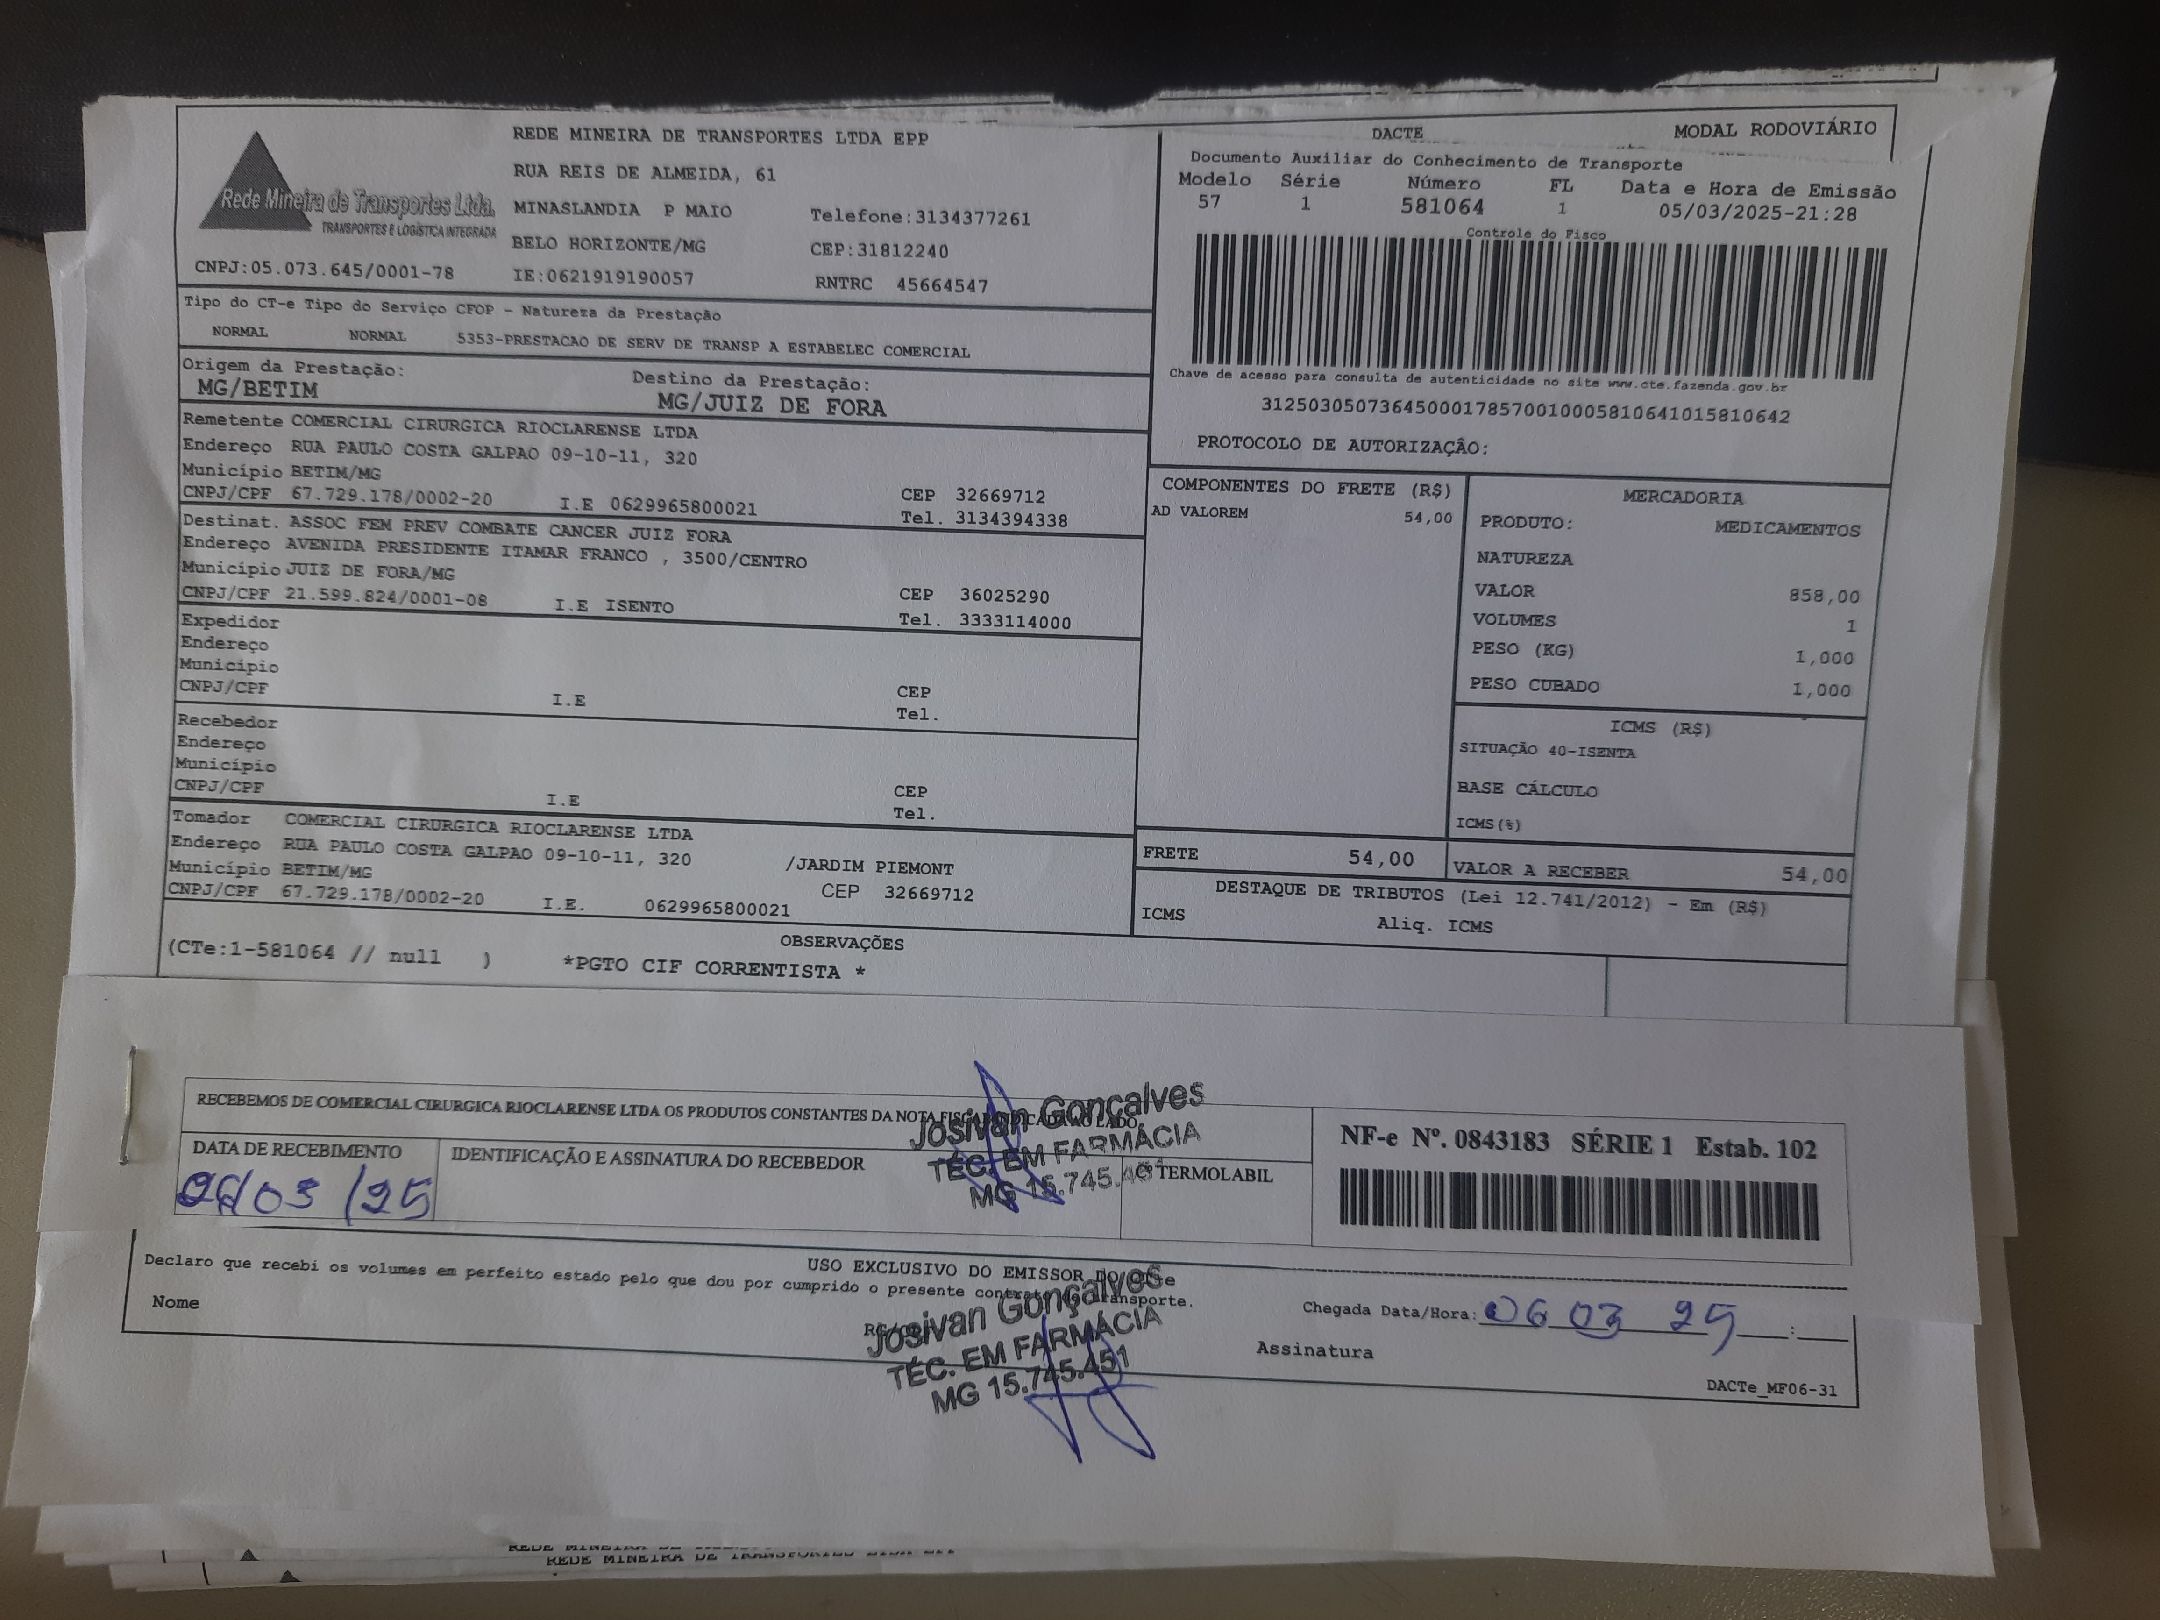 REDE MINEIRA DE TRANSPORTES LTDA EPP
RUA REIS DE ALMEIDA, 61
MINASLANDIA P MAIO Telefone:3134377261
BELO HORIZONTE/MG CEP:31812240
IE:0621919190057 RNTRC 45664547
Rede Mineira de Transportes Ltda.
TRANSPORTES E LOGÍSTICA INTEGRADA
CNPJ:05.073.645/0001-78
DACTE MODAL RODOVIÁRIO
Documento Auxiliar do Conhecimento de Transporte
Modelo Série Número FL Data e Hora de Emissão
57 1 581064 1 05/03/2025-21:28
Controle do Fisco
Chave de acesso para consulta de autenticidade no site www.cte.fazenda.gov.br
31250305073645000178570010005810641015810642
PROTOCOLO DE AUTORIZAÇÂO:
Tipo do CT-e Tipo do Serviço CFOP - Natureza da Prestação
NORMAL NORMAL 5353-PRESTACAO DE SERV DE TRANSP A ESTABELEC COMERCIAL
Origem da Prestação: Destino da Prestação:
MG/BETIM MG/JUIZ DE FORA
Remetente COMERCIAL CIRURGICA RIOCLARENSE LTDA
Endereço RUA PAULO COSTA GALPAO 09-10-11, 320
Município BETIM/MG CEP 32669712
CNPJ/CPF 67.729.178/0002-20 I.E 0629965800021 Tel. 3134394338
Destinat. ASSOC FEM PREV COMBATE CANCER JUIZ FORA
Endereço AVENIDA PRESIDENTE ITAMAR FRANCO , 3500/CENTRO
Município JUIZ DE FORA/MG CEP 36025290
CNPJ/CPF 21.599.824/0001-08 I.E ISENTO Tel. 3333114000
Expedidor
Endereço
Município
CNPJ/CPF I.E CEP
Tel.
Recebedor
Endereço
Município
CNPJ/CPF I.E CEP
Tel.
Tomador COMERCIAL CIRURGICA RIOCLARENSE LTDA
Endereço RUA PAULO COSTA GALPAO 09-10-11, 320 /JARDIM PIEMONT
Município BETIM/MG CEP 32669712
CNPJ/CPF 67.729.178/0002-20 I.E. 0629965800021
COMPONENTES DO FRETE (R$)
AD VALOREM 54,00
MERCADORIA
PRODUTO: MEDICAMENTOS
NATUREZA
VALOR 858,00
VOLUMES 1
PESO (KG) 1,000
PESO CUBADO 1,000
ICMS (R$)
SITUAÇÃO 40-ISENTA
BASE CÁLCULO
ICMS(%)
FRETE 54,00 VALOR A RECEBER 54,00
DESTAQUE DE TRIBUTOS (Lei 12.741/2012) - Em (R$)
ICMS Aliq. ICMS
OBSERVAÇÕES
(CTe:1-581064 // null ) *PGTO CIF CORRENTISTA *
RECEBEMOS DE COMERCIAL CIRURGICA RIOCLARENSE LTDA OS PRODUTOS CONSTANTES DA NOTA FISCAL INDICADA AO LADO
DATA DE RECEBIMENTO IDENTIFICAÇÃO E ASSINATURA DO RECEBEDOR TERMOLABIL
06/03/25
Josivan Gonçalves
TÉC. EM FARMÁCIA
MG 15.745.451
NF-e Nº. 0843183 SÉRIE 1 Estab. 102
USO EXCLUSIVO DO EMISSOR DO CTe
Declaro que recebi os volumes em perfeito estado pelo que dou por cumprido o presente contrato de transporte.
Nome Chegada Data/Hora: 06 03 25 :
Josivan Gonçalves
TÉC. EM FARMÁCIA
MG 15.745.451
Assinatura
DACTe_MF06-31
REDE MINEIRA DE TRANSPORTES LTDA EPP